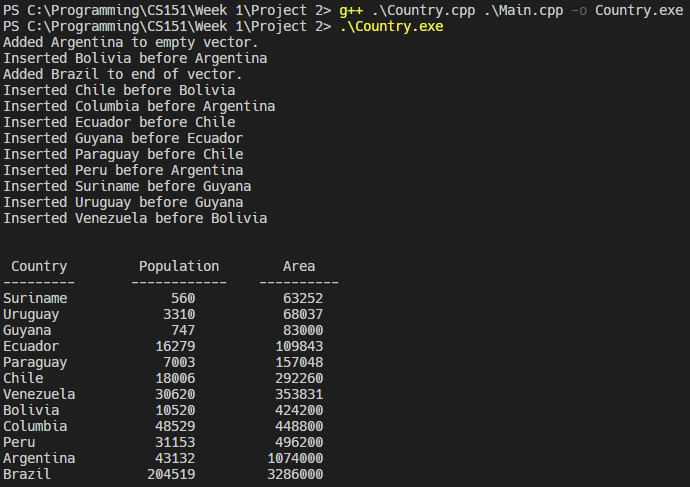 PS C:\Programming\CS151\Week 1\Project 2> g++ .\Country.cpp .\Main.cpp -o Country.exe
PS C:\Programming\CS151\Week 1\Project 2> .\Country.exe
Added Argentina to empty vector.
Inserted Bolivia before Argentina
Added Brazil to end of vector.
Inserted Chile before Bolivia
Inserted Columbia before Argentina
Inserted Ecuador before Chile
Inserted Guyana before Ecuador
Inserted Paraguay before Chile
Inserted Peru before Argentina
Inserted Suriname before Guyana
Inserted Uruguay before Guyana
Inserted Venezuela before Bolivia
 Country         Population        Area
---------       ------------    ----------
Suriname             560           63252
Uruguay             3310           68037
Guyana               747           83000
Ecuador            16279          109843
Paraguay            7003          157048
Chile              18006          292260
Venezuela          30620          353831
Bolivia            10520          424200
Columbia           48529          448800
Peru               31153          496200
Argentina          43132         1074000
Brazil            204519         3286000